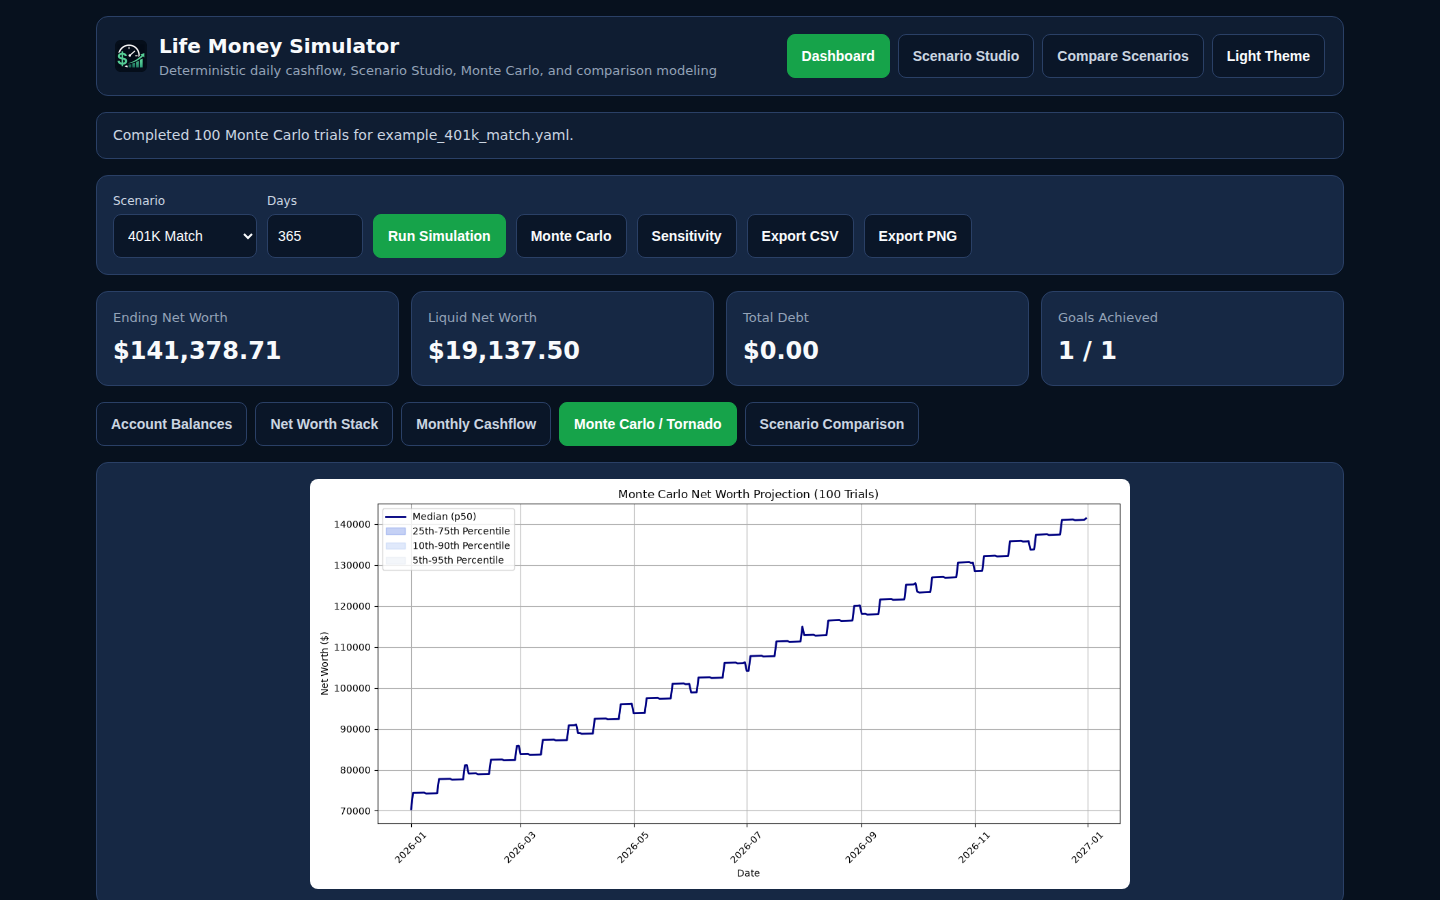 Life Money Simulator
Deterministic daily cashflow, Scenario Studio, Monte Carlo, and comparison modeling
Dashboard
Scenario Studio
Compare Scenarios
Light Theme
Completed 100 Monte Carlo trials for example_401k_match.yaml.
Scenario
Days
401K Match
365
Run Simulation
Monte Carlo
Sensitivity
Export CSV
Export PNG
Ending Net Worth
$141,378.71
Liquid Net Worth
$19,137.50
Total Debt
$0.00
Goals Achieved
1 / 1
Account Balances
Net Worth Stack
Monthly Cashflow
Monte Carlo / Tornado
Scenario Comparison
Monte Carlo Net Worth Projection (100 Trials)
Median (p50)
25th-75th Percentile
10th-90th Percentile
5th-95th Percentile
Net Worth ($)
140000
130000
120000
110000
100000
90000
80000
70000
2026-01
2026-03
2026-05
2026-07
2026-09
2026-11
2027-01
Date